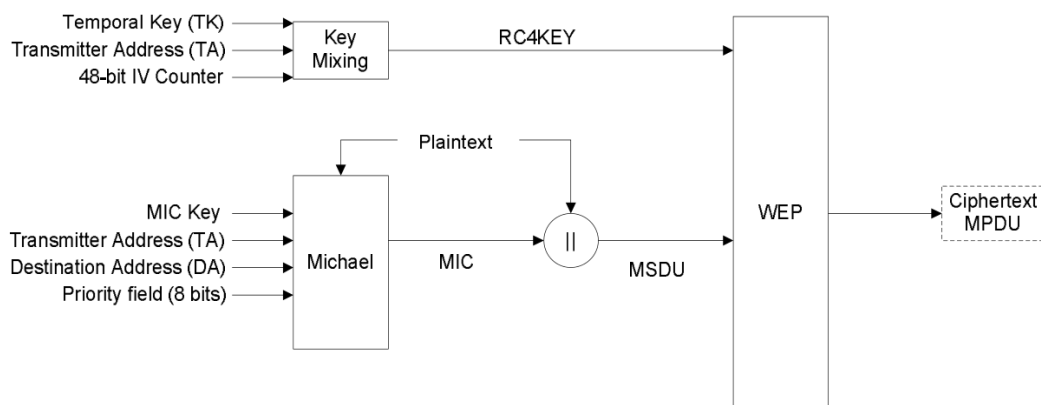 Temporal Key (TK)
Transmitter Address (TA)
48-bit IV Counter
Key
Mixing
RC4KEY
Plaintext
MIC Key
Transmitter Address (TA)
Destination Address (DA)
Priority field (8 bits)
Michael
MIC
||
MSDU
WEP
Ciphertext
MPDU